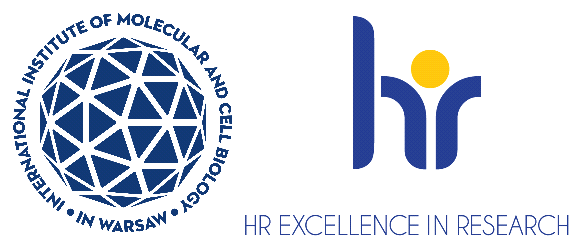 INTERNATIONAL INSTITUTE OF MOLECULAR AND CELL BIOLOGY
• IN WARSAW •
hr
HR EXCELLENCE IN RESEARCH